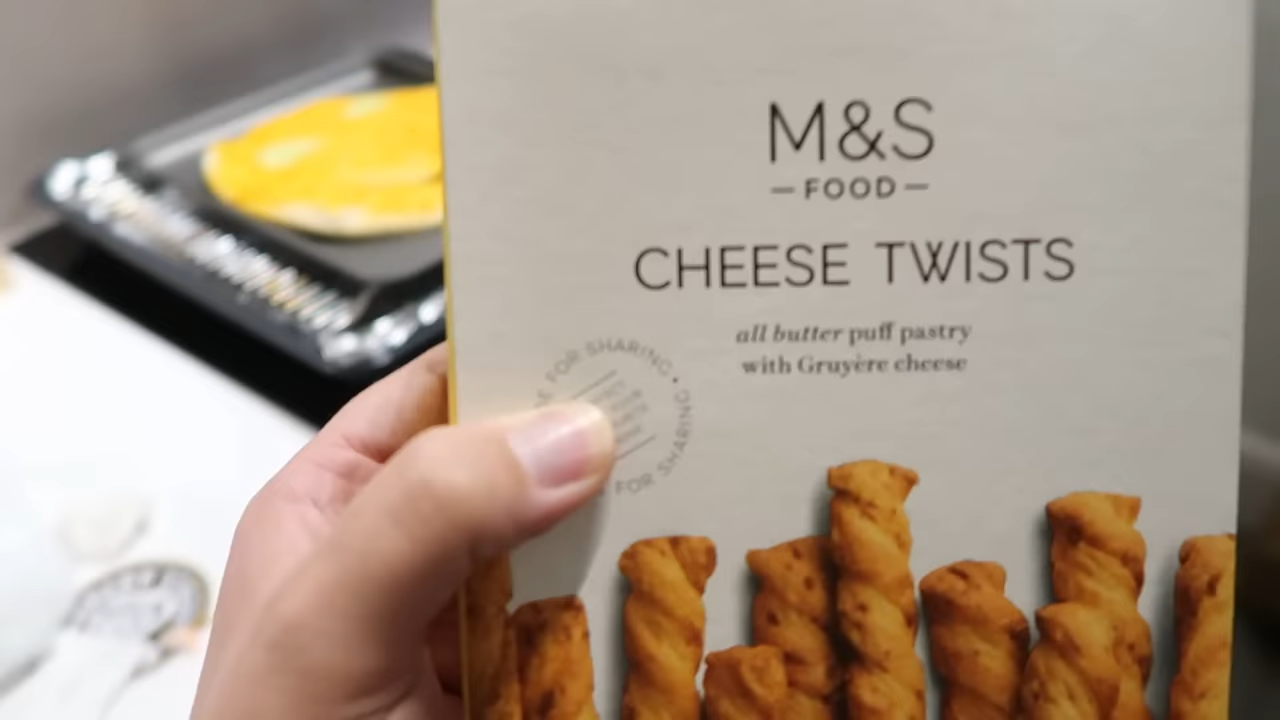 M&S
FOOD
CHEESE TWISTS
all butter puff pastry
with Gruyère cheese
FOR SHARING •
FOR SHARING